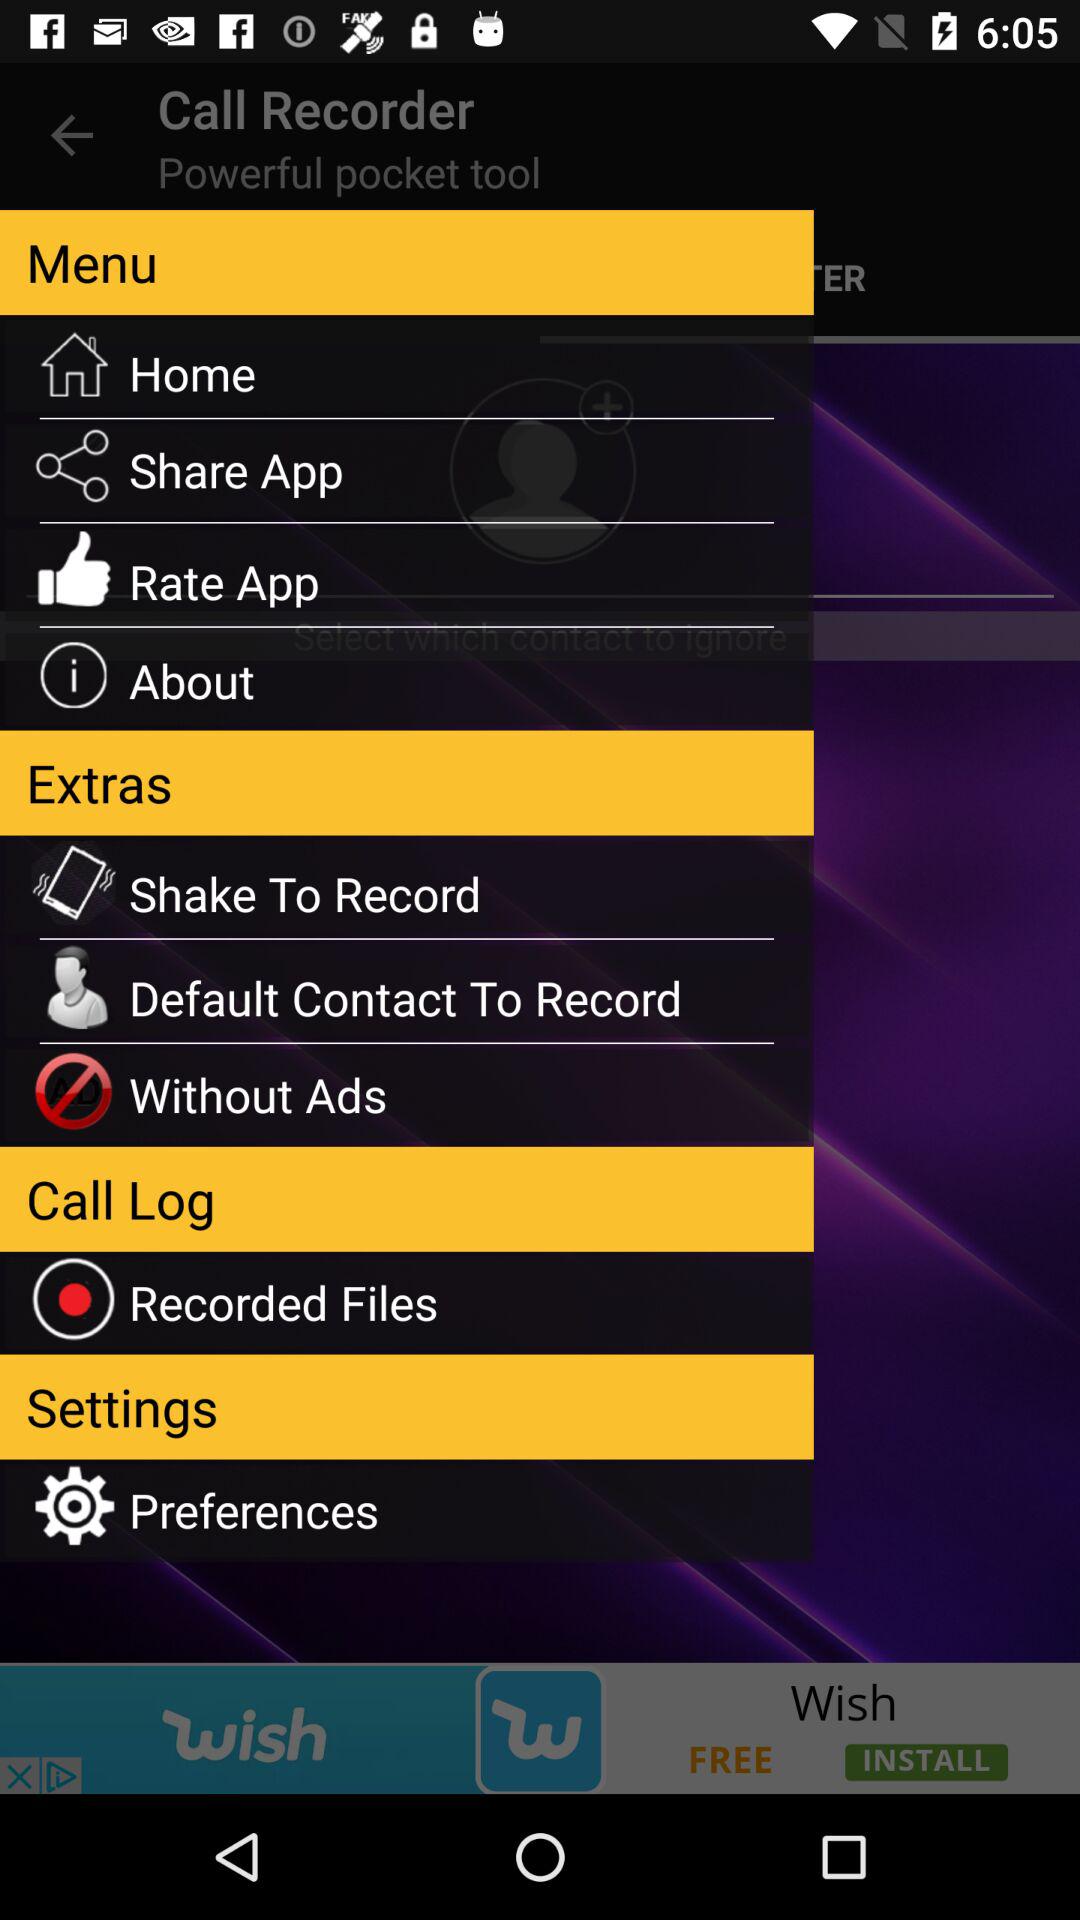 FAK
6:05
Call Recorder
Powerful pocket tool
Menu
TER
Home
Share App
Rate App
Select which contact to ignore
About
Extras
Shake To Record
Default Contact To Record
AD
Without Ads
Call Log
Recorded Files
Settings
Preferences
wish
Wish
FREE
INSTALL